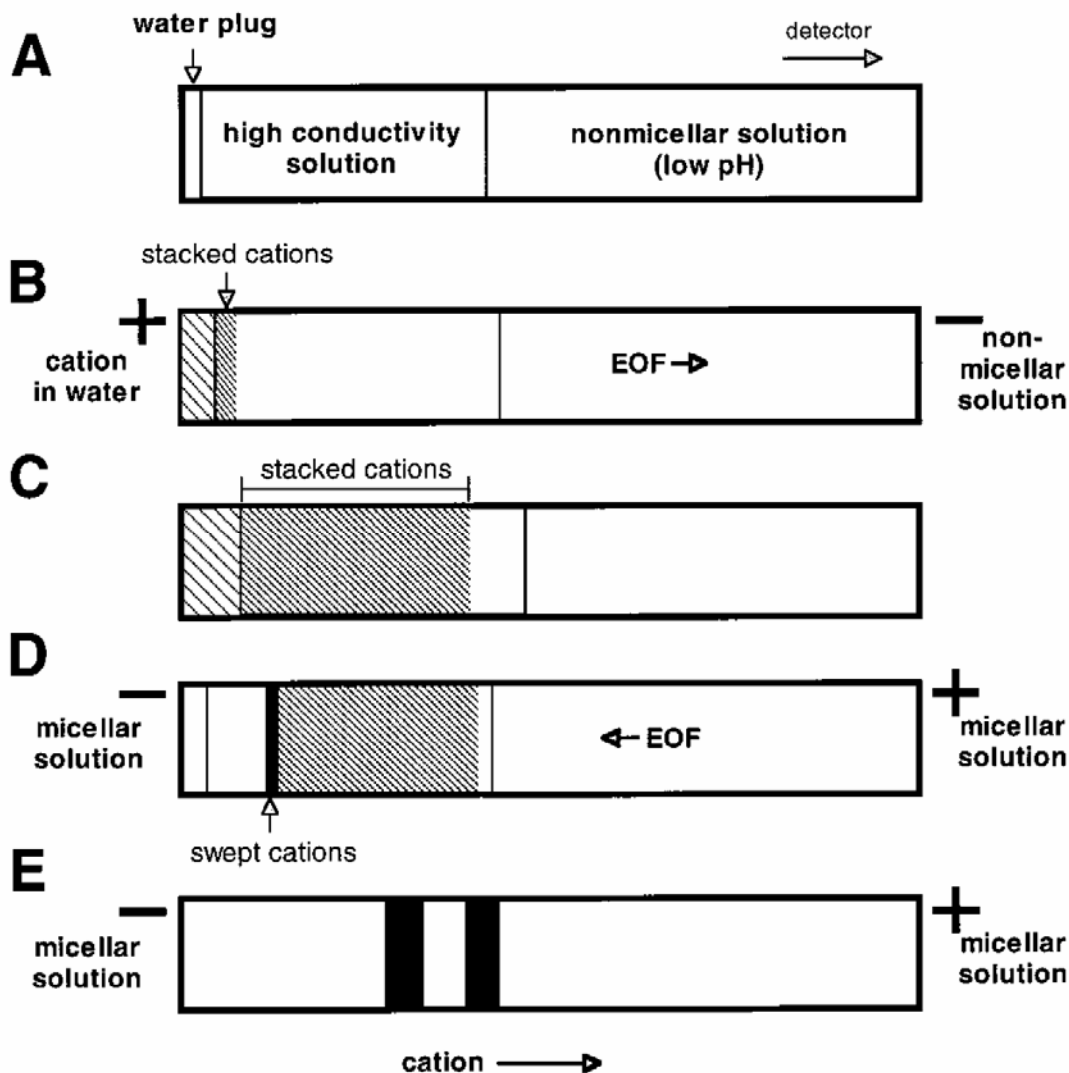 A
water plug
detector
high conductivity
solution
nonmicellar solution
(low pH)
B
stacked cations
+
−
cation
in water
EOF
non-
micellar
solution
C
stacked cations
D
−
+
micellar
solution
EOF
micellar
solution
swept cations
E
−
+
micellar
solution
micellar
solution
cation